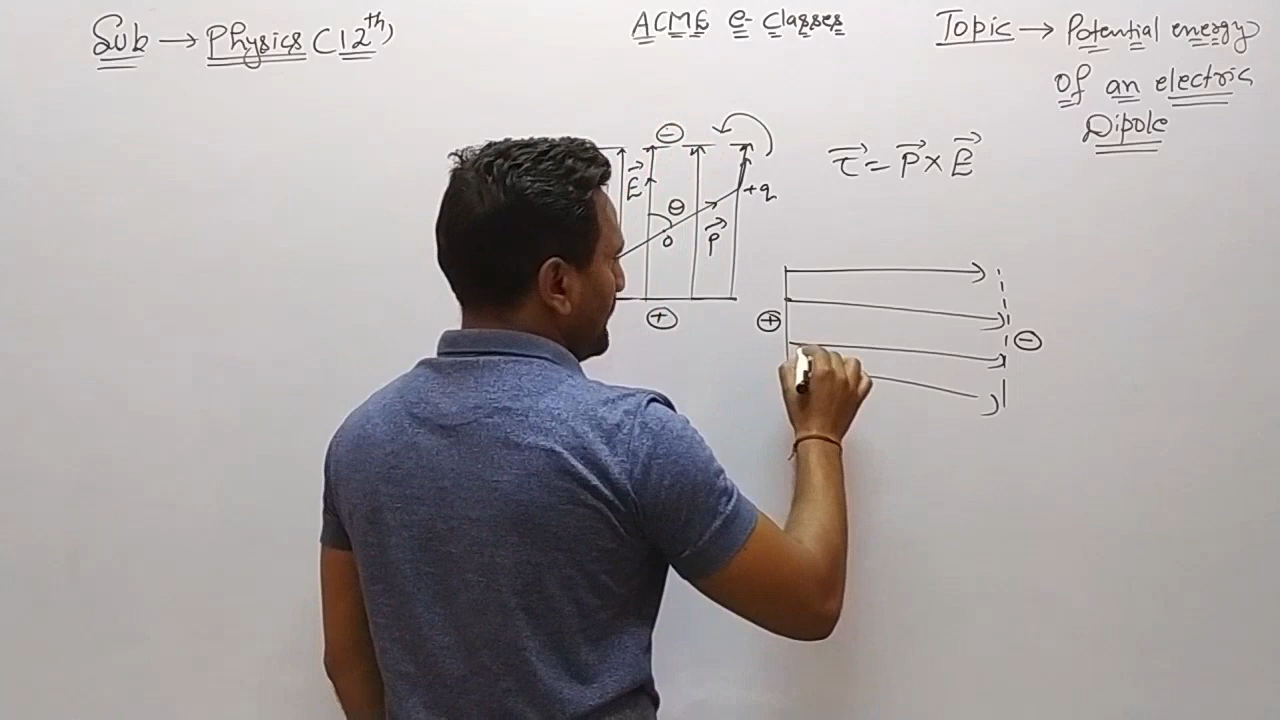 Sub → Physics (12th)
ACME e-Classes
Topic → Potential energy
Of an electric
Dipole
⊖
E⃗
θ
+q
O
P⃗
⊕
τ⃗ = P⃗ × E⃗
⊕
⊖